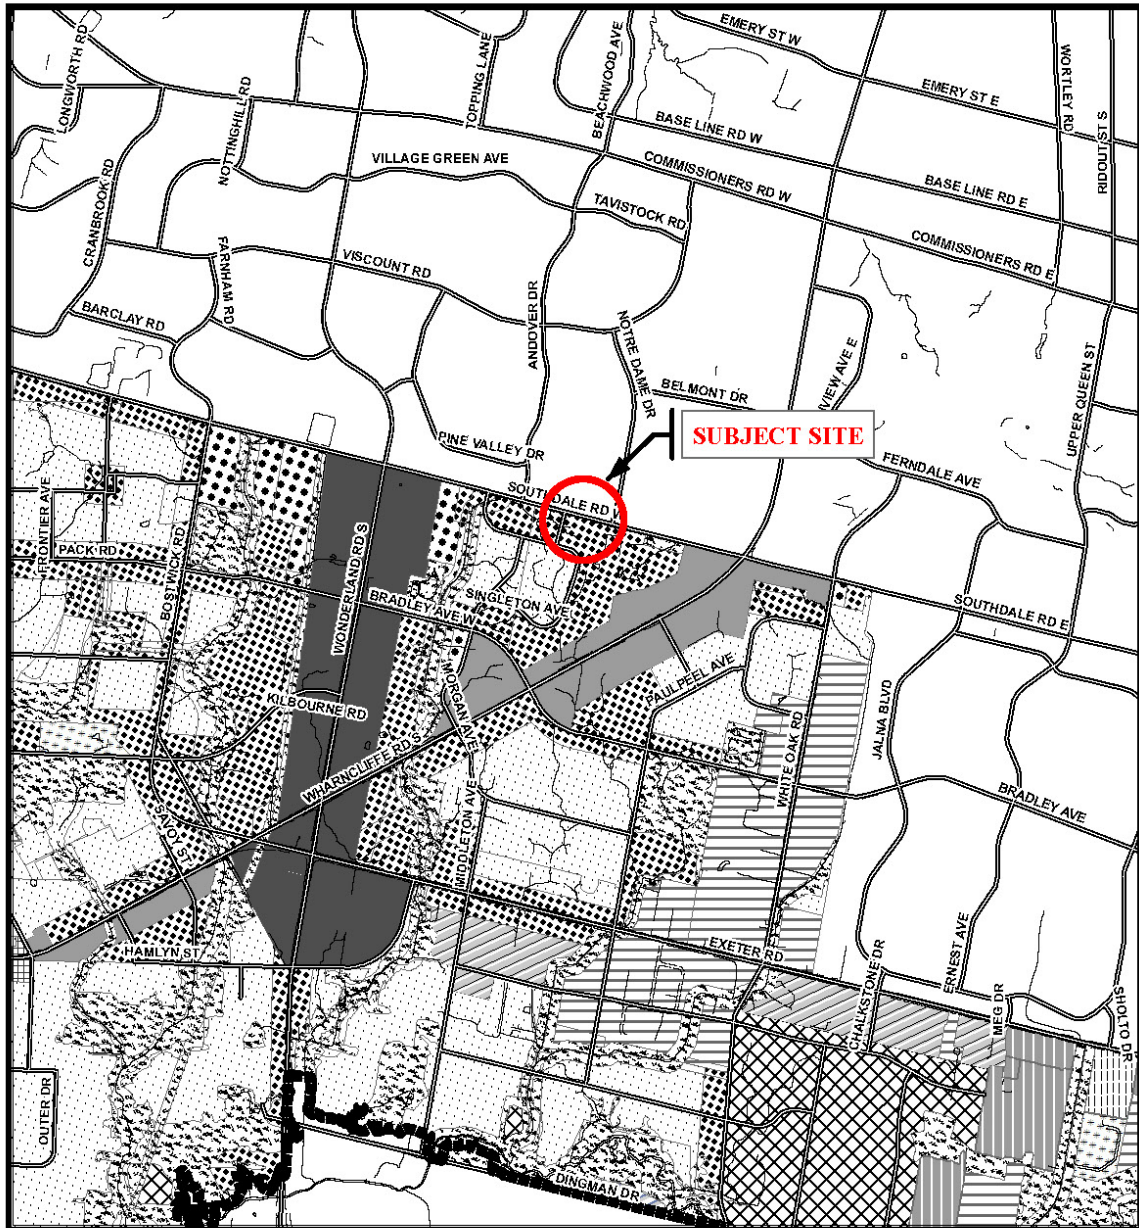 EMERY ST W
LONGWORTH RD
TOPPING LANE
BEACHWOOD AVE
WORTLEY RD
EMERY ST E
NOTTINGHILL RD
BASE LINE RD W
RIDOUT ST S
VILLAGE GREEN AVE
COMMISSIONERS RD W
CRANBROOK RD
TAVISTOCK RD
BASE LINE RD E
COMMISSIONERS RD E
FARNHAM RD
VISCOUNT RD
BARCLAY RD
ANDOVER DR
NOTRE DAME DR
BELMONT DR
UPPER QUEEN ST
SUBJECT SITE
PINE VALLEY DR
FERNDALE AVE
SOUTHDALE RD W
FRONTIER AVE
PACK RD
BOSTWICK RD
WONDERLAND RD S
BRADLEY AVE W
SINGLETON AVE
SOUTHDALE RD E
MORGAN AVE
PAULPEEL AVE
KILBOURNE RD
JALNA BLVD
WHITE OAK RD
WHARNCLIFFE RD S
BRADLEY AVE
SAVOY ST
MIDDLETON AVE
HAMLYN ST
EXETER RD
CHALKSTONE DR
ERNEST AVE
MEG DR
SHOLTO DR
OUTER DR
DINGMAN DR